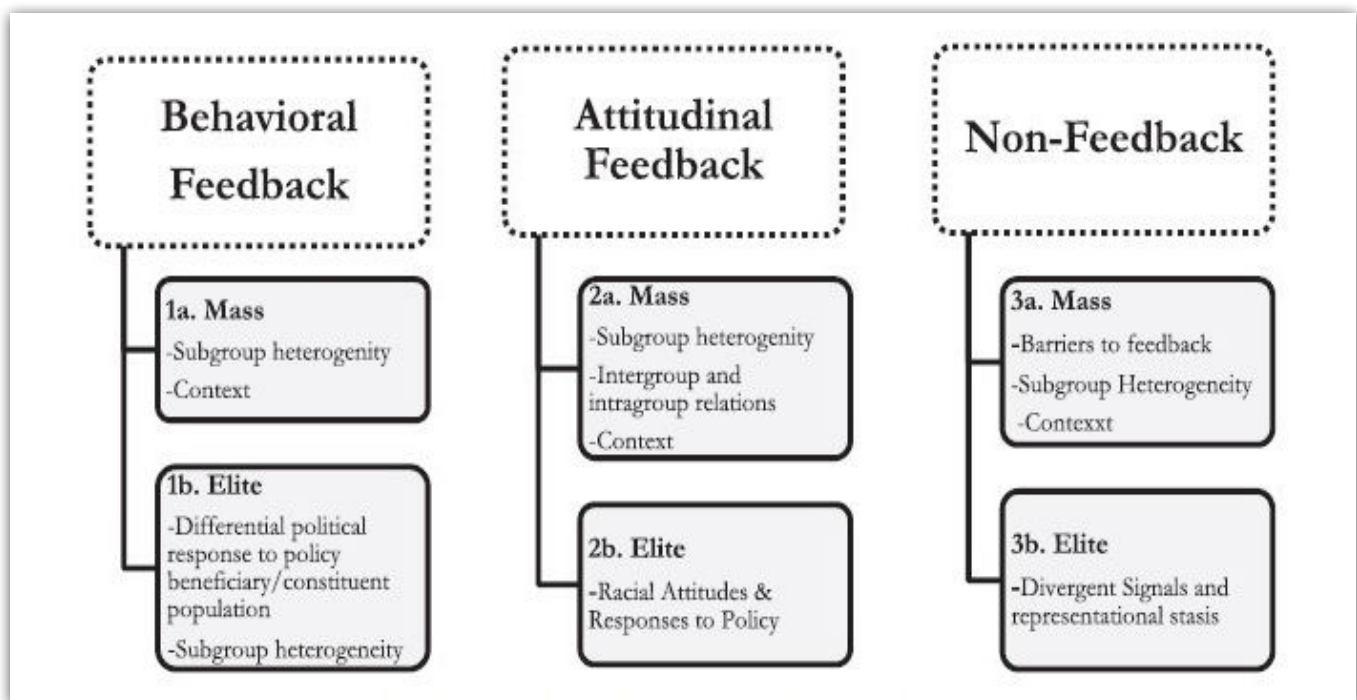 Behavioral
Feedback
1a. Mass
-Subgroup heterogenity
-Context
1b. Elite
-Differential political
response to policy
beneficiary/constituent
population
-Subgroup heterogeneity
Attitudinal
Feedback
2a. Mass
-Subgroup heterogenity
-Intergroup and
intragroup relations
-Context
2b. Elite
-Racial Attitudes &
Responses to Policy
Non-Feedback
3a. Mass
-Barriers to feedback
-Subgroup Heterogeneity
-Contexxt
3b. Elite
-Divergent Signals and
representational stasis